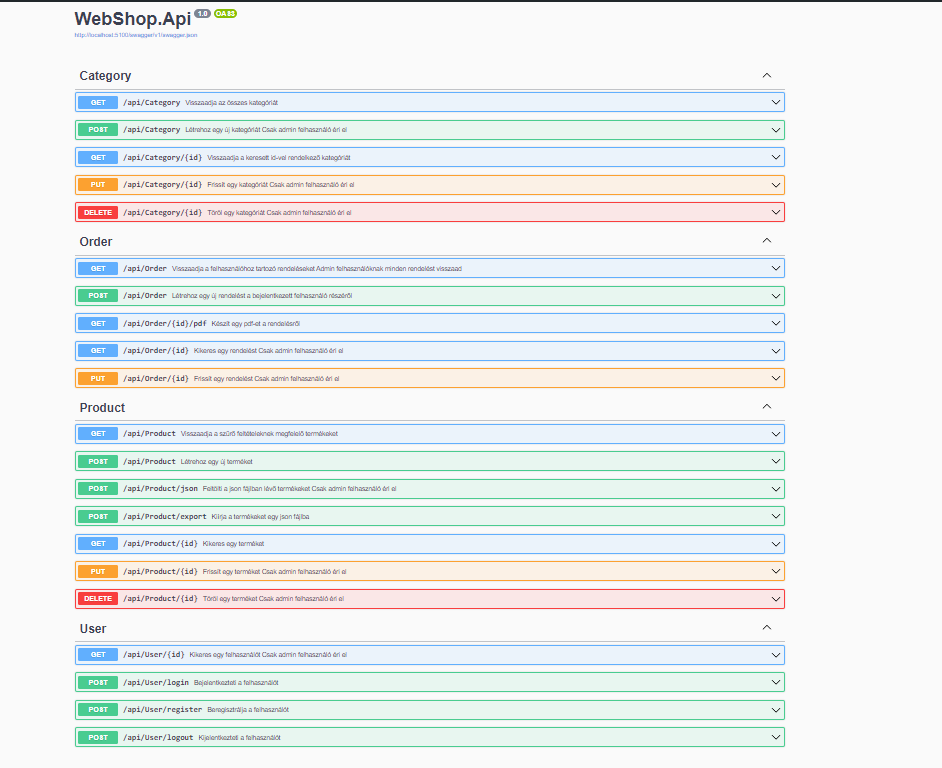 WebShop.Api 1.0 OAS3
http://localhost:5100/swagger/v1/swagger.json
Category
GET /api/Category Visszaadja az összes kategóriát
POST /api/Category Létrehoz egy új kategóriát Csak admin felhasználó éri el
GET /api/Category/{id} Visszaadja a keresett id-vel rendelkező kategóriát
PUT /api/Category/{id} Frissít egy kategóriát Csak admin felhasználó éri el
DELETE /api/Category/{id} Töröl egy kategóriát Csak admin felhasználó éri el
Order
GET /api/Order Visszaadja a felhasználóhoz tartozó rendeléseket Admin felhasználóknak minden rendelést visszaad
POST /api/Order Létrehoz egy új rendelést a bejelentkezett felhasználó részéről
GET /api/Order/{id}/pdf Készít egy pdf-et a rendelésről
GET /api/Order/{id} Kikeres egy rendelést Csak admin felhasználó éri el
PUT /api/Order/{id} Frissít egy rendelést Csak admin felhasználó éri el
Product
GET /api/Product Visszaadja a szűrő feltételeknek megfelelő termékeket
POST /api/Product Létrehoz egy új terméket
POST /api/Product/json Feltölti a json fájlban lévő termékeket Csak admin felhasználó éri el
POST /api/Product/export Kiírja a termékeket egy json fájlba
GET /api/Product/{id} Kikeres egy terméket
PUT /api/Product/{id} Frissít egy terméket Csak admin felhasználó éri el
DELETE /api/Product/{id} Töröl egy terméket Csak admin felhasználó éri el
User
GET /api/User/{id} Kikeres egy felhasználót Csak admin felhasználó éri el
POST /api/User/login Bejelentkezteti a felhasználót
POST /api/User/register Beregisztrálja a felhasználót
POST /api/User/logout Kijelentkezteti a felhasználót